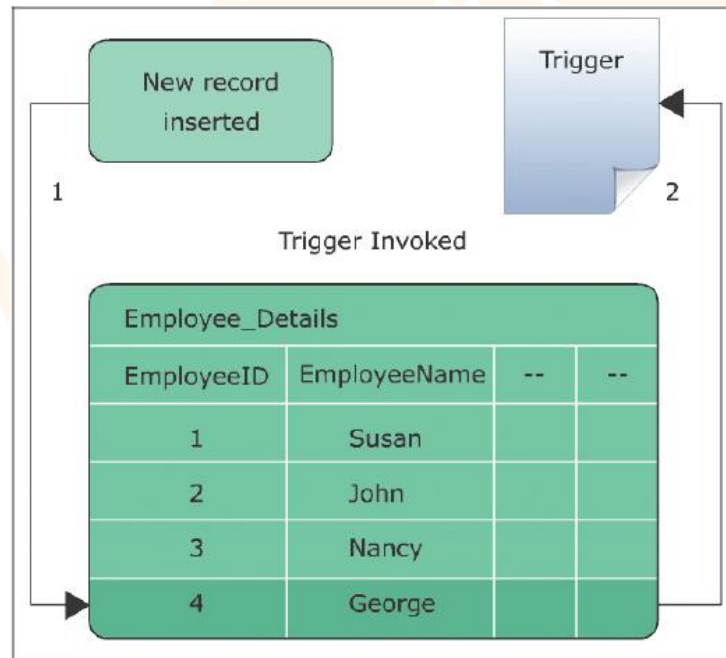 New record
inserted
Trigger
1
2
Trigger Invoked
Employee_Details
EmployeeID EmployeeName -- --
1 Susan
2 John
3 Nancy
4 George